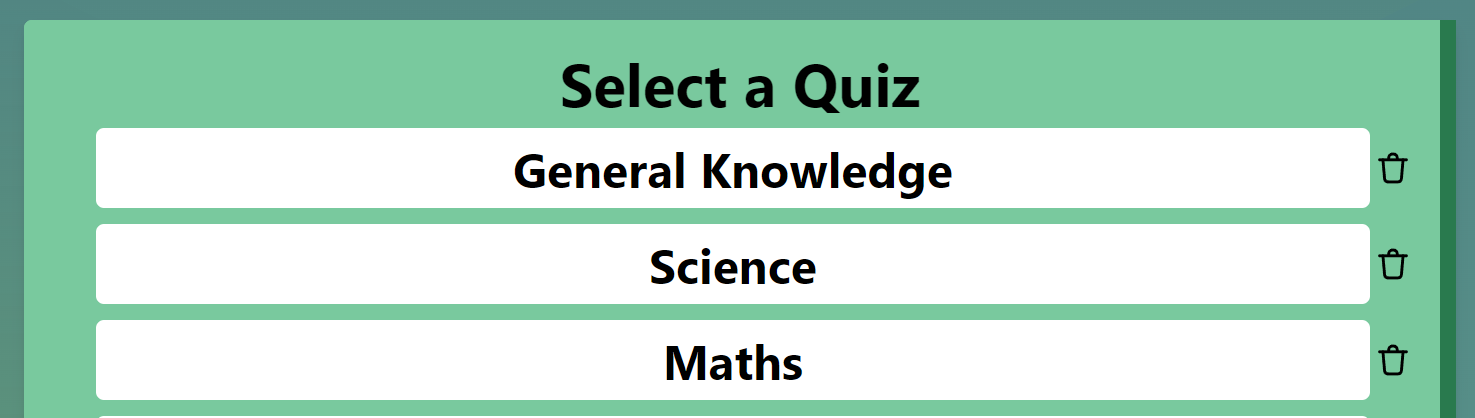 Select a Quiz
General Knowledge
Science
Maths